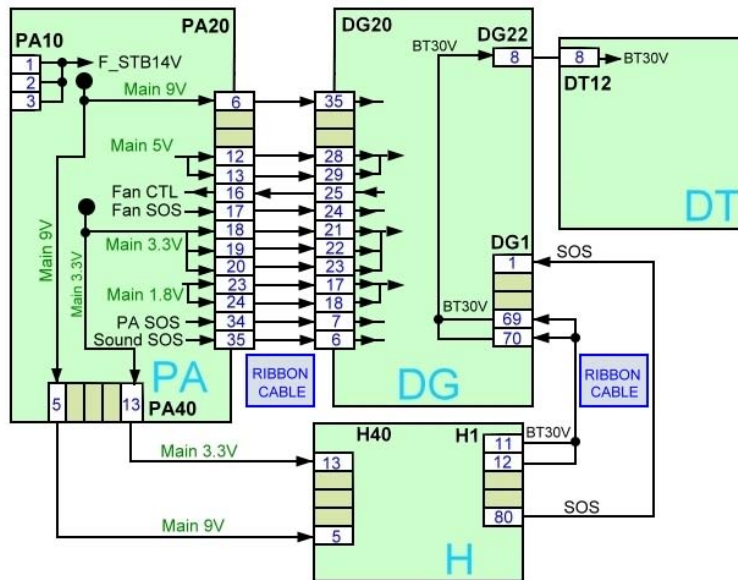 PA20 DG20
PA10 DG22
1 F_STB14V BT30V 8 8 BT30V
2
3 Main 9V DT12
6 35
Main 5V 12 28
13 29
Fan CTL 16 25
Fan SOS 17 24
DT
18 21
Main 3.3V 19 22
20 23
DG1
1 SOS
Main 9V
Main 3.3V
23 17
Main 1.8V 24 18
BT30V 69
PA SOS 34 7
70
Sound SOS 35 6
PA DG
RIBBON CABLE
RIBBON CABLE
5 13 PA40
H40 H1
11 BT30V
Main 3.3V 13 12
80 SOS
Main 9V 5
H